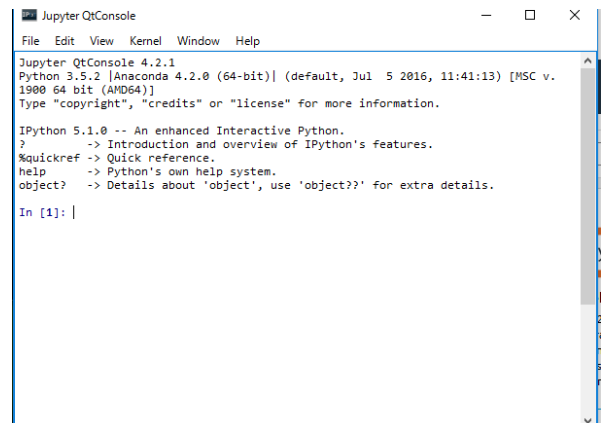 Jupyter QtConsole
File Edit View Kernel Window Help
Jupyter QtConsole 4.2.1
Python 3.5.2 |Anaconda 4.2.0 (64-bit)| (default, Jul  5 2016, 11:41:13) [MSC v.
1900 64 bit (AMD64)]
Type "copyright", "credits" or "license" for more information.
IPython 5.1.0 -- An enhanced Interactive Python.
?         -> Introduction and overview of IPython's features.
%quickref -> Quick reference.
help      -> Python's own help system.
object?   -> Details about 'object', use 'object??' for extra details.
In [1]: